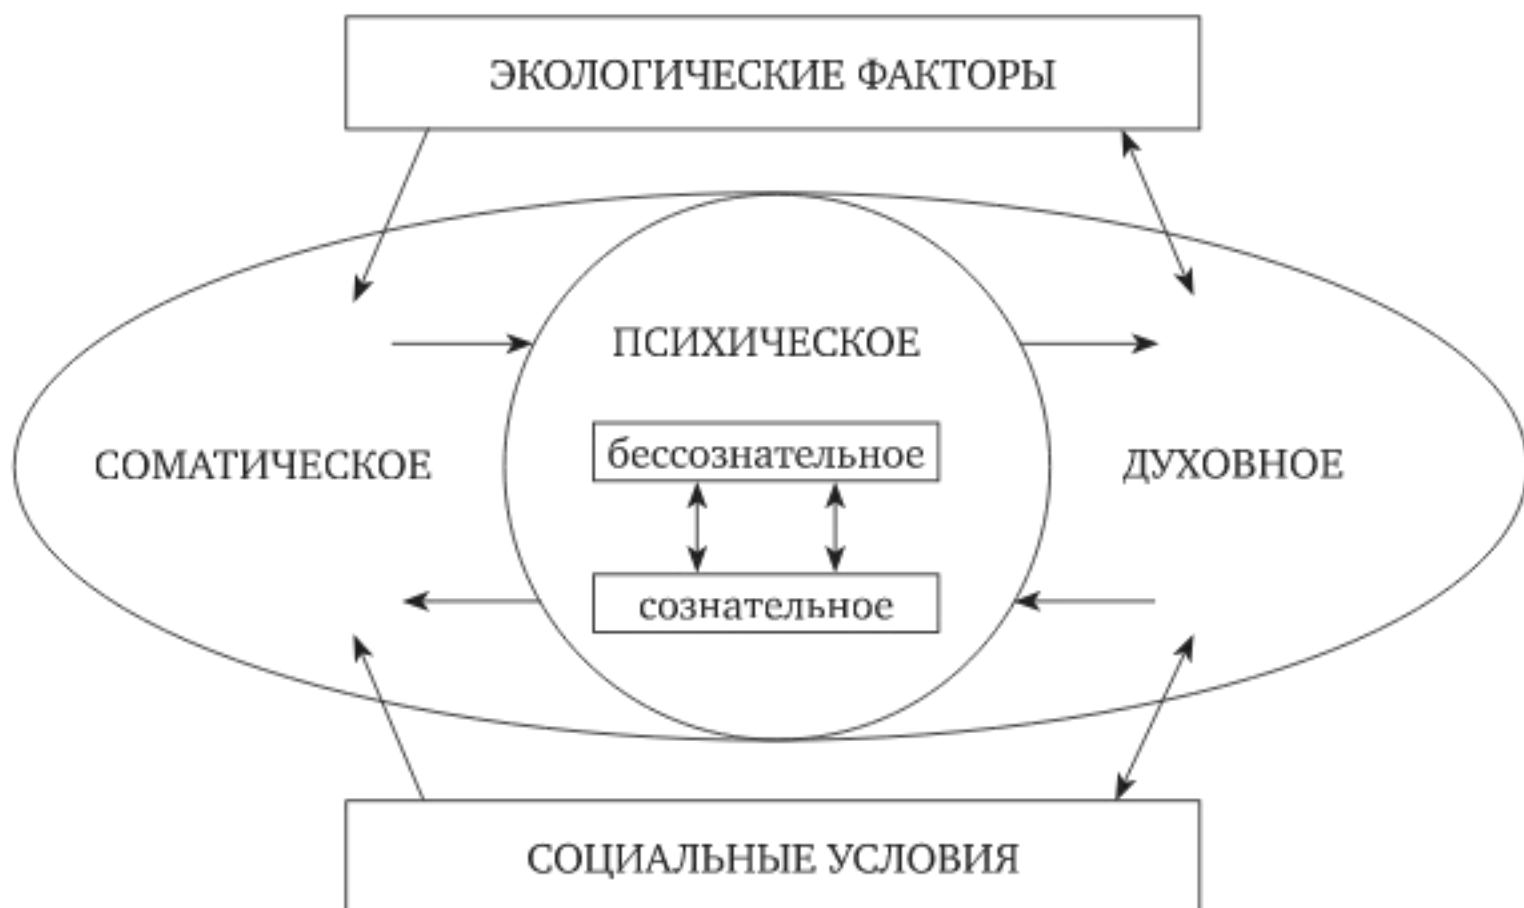 ЭКОЛОГИЧЕСКИЕ ФАКТОРЫ
ПСИХИЧЕСКОЕ
бессознательное
СОМАТИЧЕСКОЕ
ДУХОВНОЕ
сознательное
СОЦИАЛЬНЫЕ УСЛОВИЯ